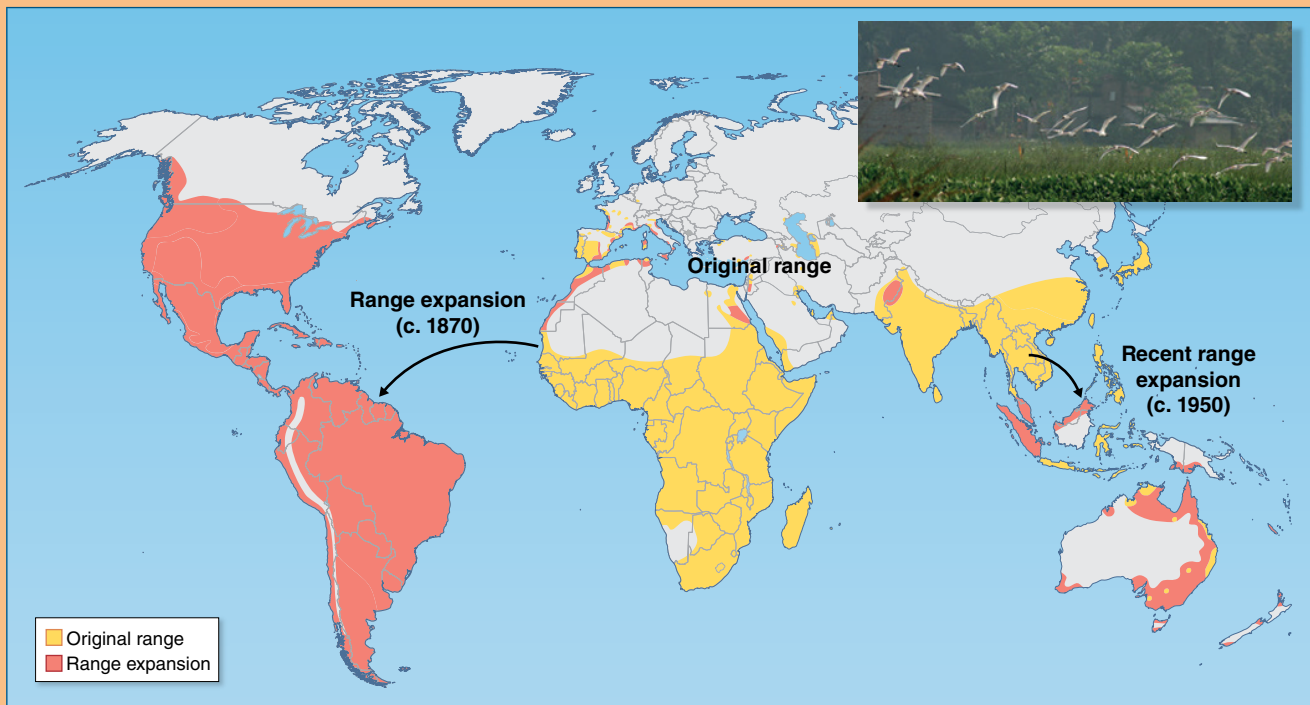 Original range
Range expansion
(c. 1870)
Recent range
expansion
(c. 1950)
Original range
Range expansion